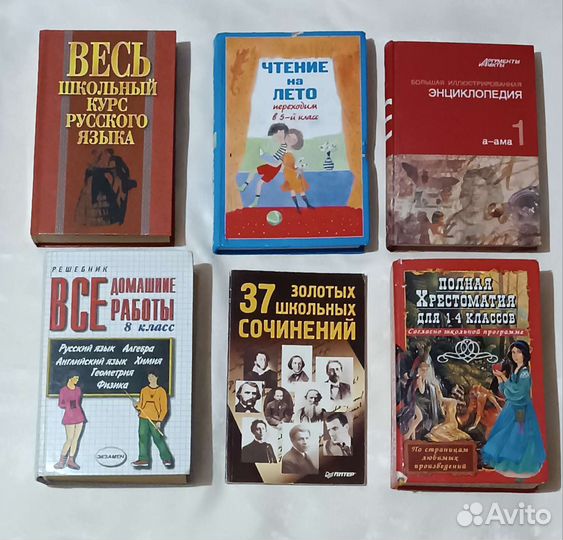 ВЕСЬ
ШКОЛЬНЫЙ
КУРС
РУССКОГО
ЯЗЫКА
ЧТЕНИЕ
на
ЛЕТО
переходим
в 5-й класс
АРГУМЕНТЫ
И ФАКТЫ
БОЛЬШАЯ ИЛЛЮСТРИРОВАННАЯ
ЭНЦИКЛОПЕДИЯ
а-ама 1
РЕШЕБНИК
ВСЕ ДОМАШНИЕ
РАБОТЫ
8 класс
Русский язык Алгебра
Английский язык Химия
Геометрия
Физика
ЭКЗАМЕН
37 ЗОЛОТЫХ
ШКОЛЬНЫХ
СОЧИНЕНИЙ
ПИТЕР
ПОЛНАЯ
ХРЕСТОМАТИЯ
ДЛЯ 1-4 КЛАССОВ
Согласно школьной программе
По страницам
любимых
произведений
Avito